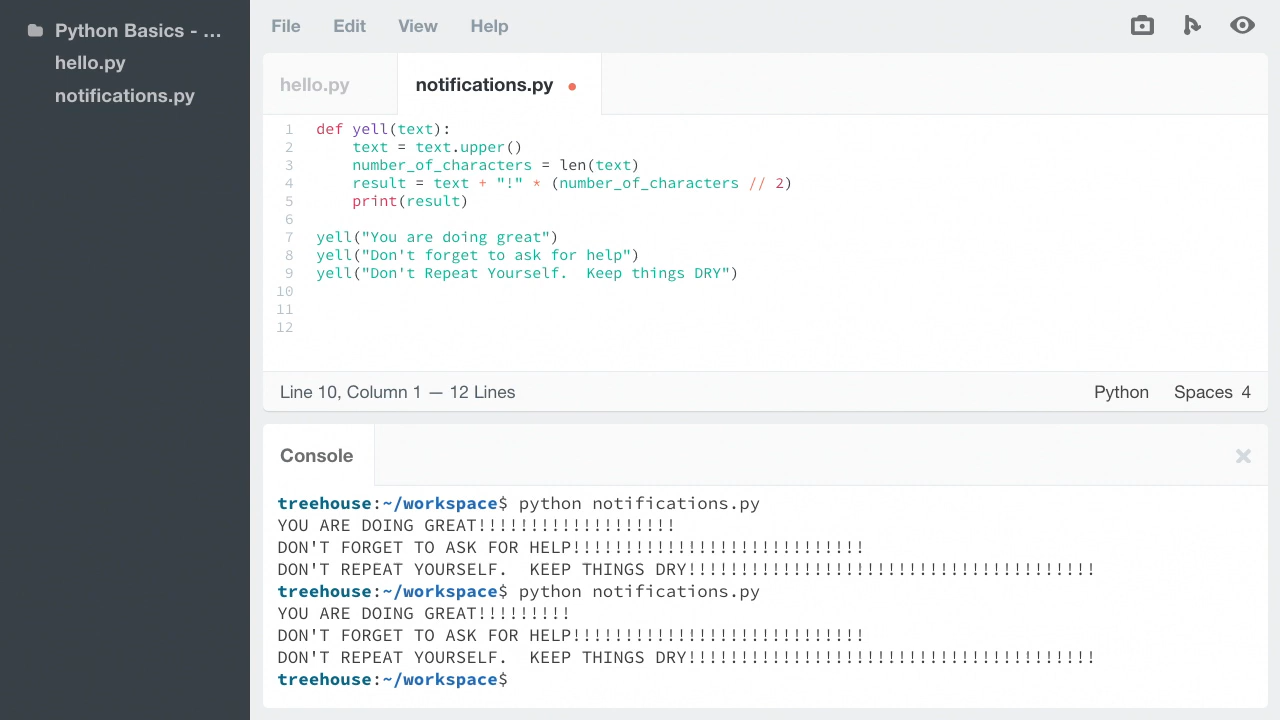 Python Basics - ...
hello.py
notifications.py
File Edit View Help
hello.py notifications.py
1 def yell(text):
2     text = text.upper()
3     number_of_characters = len(text)
4     result = text + "!" * (number_of_characters // 2)
5     print(result)
6
7 yell("You are doing great")
8 yell("Don't forget to ask for help")
9 yell("Don't Repeat Yourself.  Keep things DRY")
10
11
12
Line 10, Column 1 — 12 Lines Python Spaces 4
Console
treehouse:~/workspace$ python notifications.py
YOU ARE DOING GREAT!!!!!!!!!!!!!!!!!!!
DON'T FORGET TO ASK FOR HELP!!!!!!!!!!!!!!!!!!!!!!!!!!!!
DON'T REPEAT YOURSELF.  KEEP THINGS DRY!!!!!!!!!!!!!!!!!!!!!!!!!!!!!!!!!!!!!!!
treehouse:~/workspace$ python notifications.py
YOU ARE DOING GREAT!!!!!!!!!
DON'T FORGET TO ASK FOR HELP!!!!!!!!!!!!!!!!!!!!!!!!!!!!
DON'T REPEAT YOURSELF.  KEEP THINGS DRY!!!!!!!!!!!!!!!!!!!!!!!!!!!!!!!!!!!!!!!
treehouse:~/workspace$